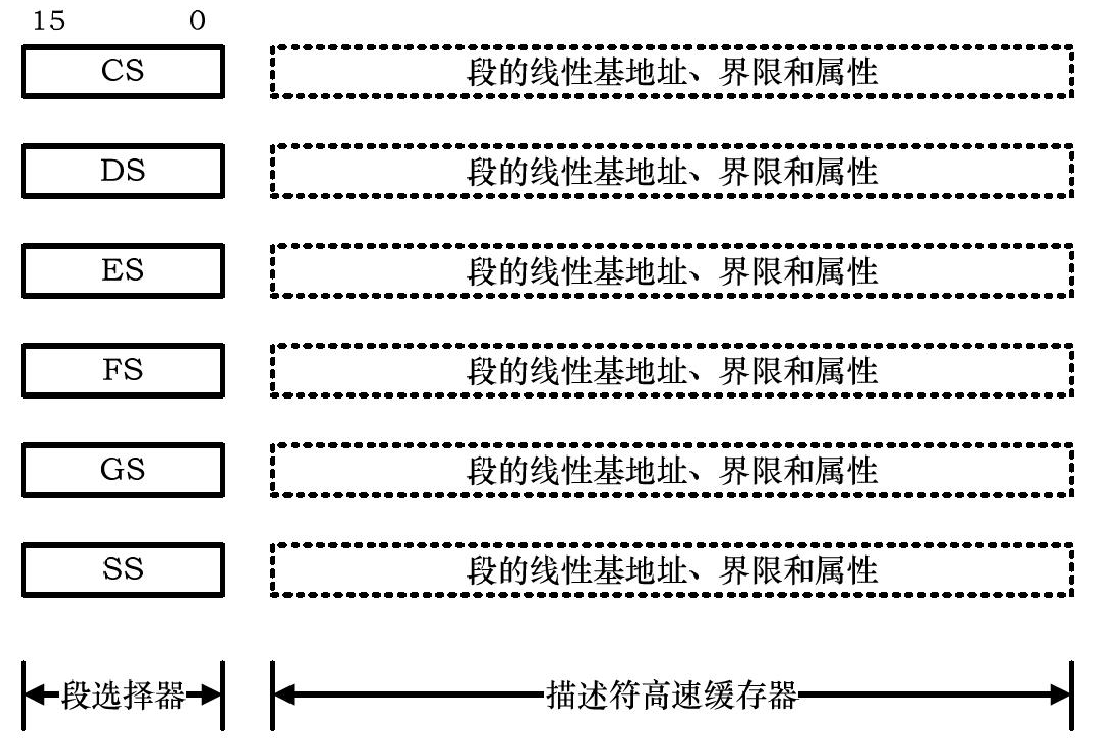 15 0
CS 段的线性基地址、界限和属性
DS 段的线性基地址、界限和属性
ES 段的线性基地址、界限和属性
FS 段的线性基地址、界限和属性
GS 段的线性基地址、界限和属性
SS 段的线性基地址、界限和属性
段选择器 描述符高速缓存器